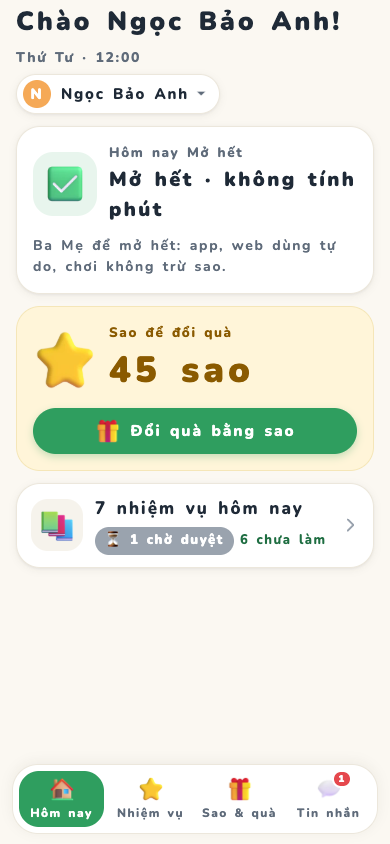 Chào Ngọc Bảo Anh!
Thứ Tư · 12:00
N Ngọc Bảo Anh
Hôm nay Mở hết
Mở hết · không tính
phút
Ba Mẹ để mở hết: app, web dùng tự
do, chơi không trừ sao.
Sao để đổi quà
45 sao
Đổi quà bằng sao
7 nhiệm vụ hôm nay
1 chờ duyệt 6 chưa làm
1
Hôm nay Nhiệm vụ Sao & quà Tin nhắn